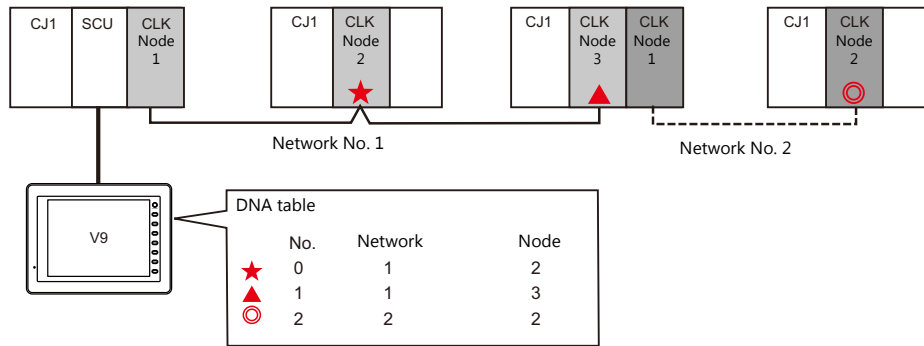 CJ1 SCU CLK Node 1
CJ1 CLK Node 2
CJ1 CLK Node 3 CLK Node 1
CJ1 CLK Node 2
Network No. 1
Network No. 2
V9
DNA table
No. Network Node
0 1 2
1 1 3
2 2 2